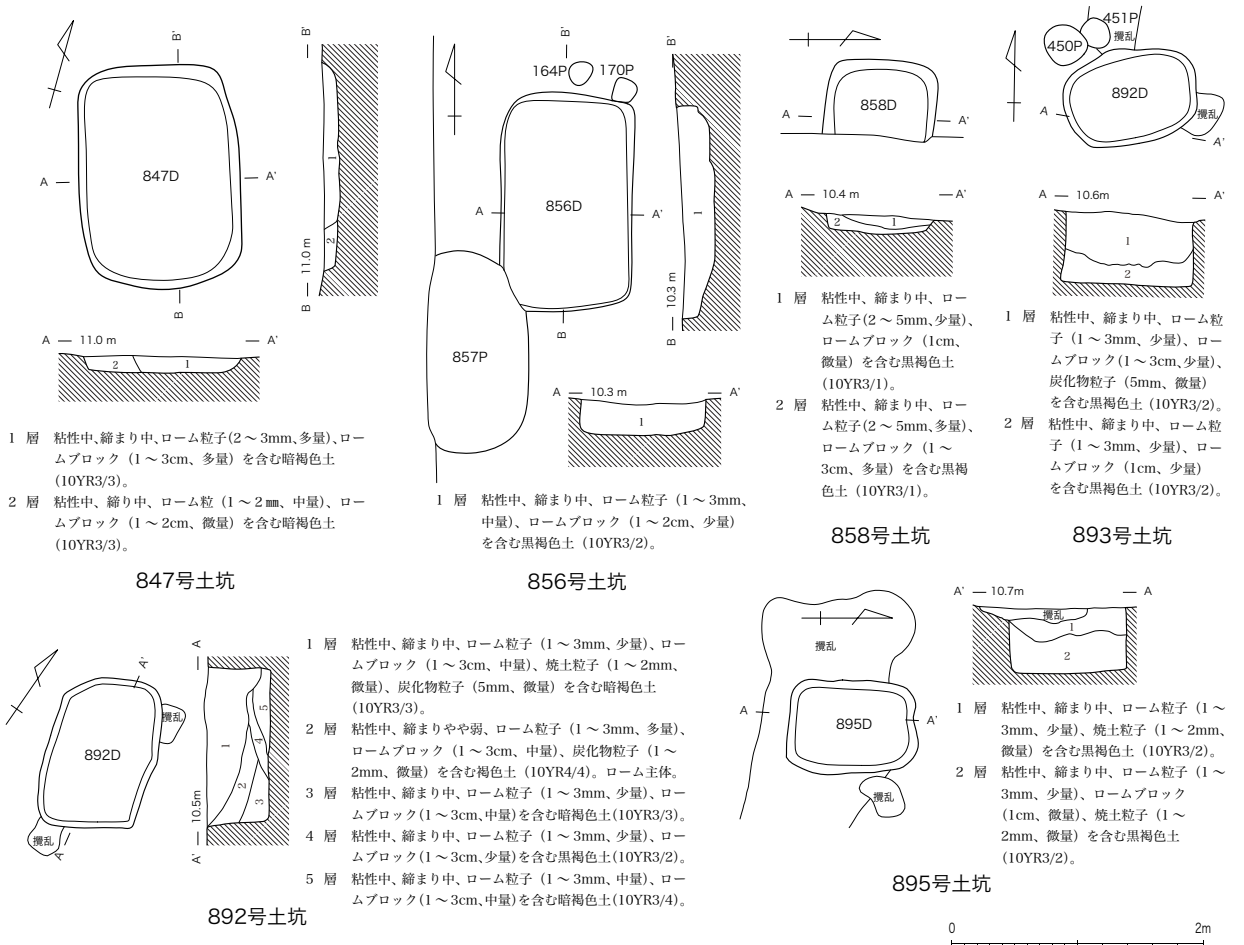 B'
847D
A
A'
B
B'
1
2
11.0 m
B
A
11.0 m
A'
2
1
1 層 粘性中、締まり中、ローム粒子(2～3mm、多量)、ロー
ムブロック（1～3cm、多量）を含む暗褐色土
(10YR3/3)。
2 層 粘性中、締り中、ローム粒（1～2㎜、中量)、ロー
ムブロック（1～2cm、微量）を含む暗褐色土
(10YR3/3)。
847号土坑
B'
164P
170P
856D
A
A'
857P
B
B'
1
10.3 m
B
A
10.3 m
A'
1
1 層 粘性中、締まり中、ローム粒子（1～3mm、
中量)、ロームブロック（1～2cm、少量）
を含む黒褐色土（10YR3/2)。
856号土坑
858D
A
A'
A
10.4 m
A'
2
1
1 層 粘性中、締まり中、ロー
ム粒子(2～5mm、少量)、
ロームブロック（1cm、
微量）を含む黒褐色土
(10YR3/1)。
2 層 粘性中、締まり中、ロー
ム粒子(2～5mm、多量)、
ロームブロック（1～
3cm、多量）を含む黒褐
色土（10YR3/1)。
858号土坑
451P
450P
攪乱
892D
攪乱
A
A'
A
10.6m
A'
1
2
1 層 粘性中、締まり中、ローム粒
子（1～3mm、少量)、ロー
ムブロック(1～3cm、少量)、
炭化物粒子（5mm、微量）
を含む黒褐色土（10YR3/2)。
2 層 粘性中、締まり中、ローム粒
子（1～3mm、少量)、ロー
ムブロック（1cm、少量）
を含む黒褐色土（10YR3/2)。
893号土坑
A'
攪乱
892D
攪乱
A
A
1
5
4
2
3
10.5m
A'
1 層 粘性中、締まり中、ローム粒子（1～3mm、少量)、ロー
ムブロック（1～3cm、中量)、焼土粒子（1～2mm、
微量)、炭化物粒子（5mm、微量）を含む暗褐色土
(10YR3/3)。
2 層 粘性中、締まりやや弱、ローム粒子（1～3mm、多量)、
ロームブロック（1～3cm、中量)、炭化物粒子（1～
2mm、微量）を含む褐色土（10YR4/4)。ローム主体。
3 層 粘性中、締まり中、ローム粒子（1～3mm、少量)、ロー
ムブロック(1～3cm、中量)を含む暗褐色土(10YR3/3)。
4 層 粘性中、締まり中、ローム粒子（1～3mm、少量)、ロー
ムブロック(1～3cm、少量)を含む黒褐色土(10YR3/2)。
5 層 粘性中、締まり中、ローム粒子（1～3mm、中量)、ロー
ムブロック(1～3cm、中量)を含む暗褐色土(10YR3/4)。
892号土坑
攪乱
A
895D
A'
攪乱
A'
10.7m
A
攪乱
1
2
1 層 粘性中、締まり中、ローム粒子（1～
3mm、少量)、焼土粒子（1～2mm、
微量）を含む黒褐色土（10YR3/2)。
2 層 粘性中、締まり中、ローム粒子（1～
3mm、少量)、ロームブロック
(1cm、微量)、焼土粒子（1～
2mm、微量）を含む黒褐色土
(10YR3/2)。
895号土坑
0
2m